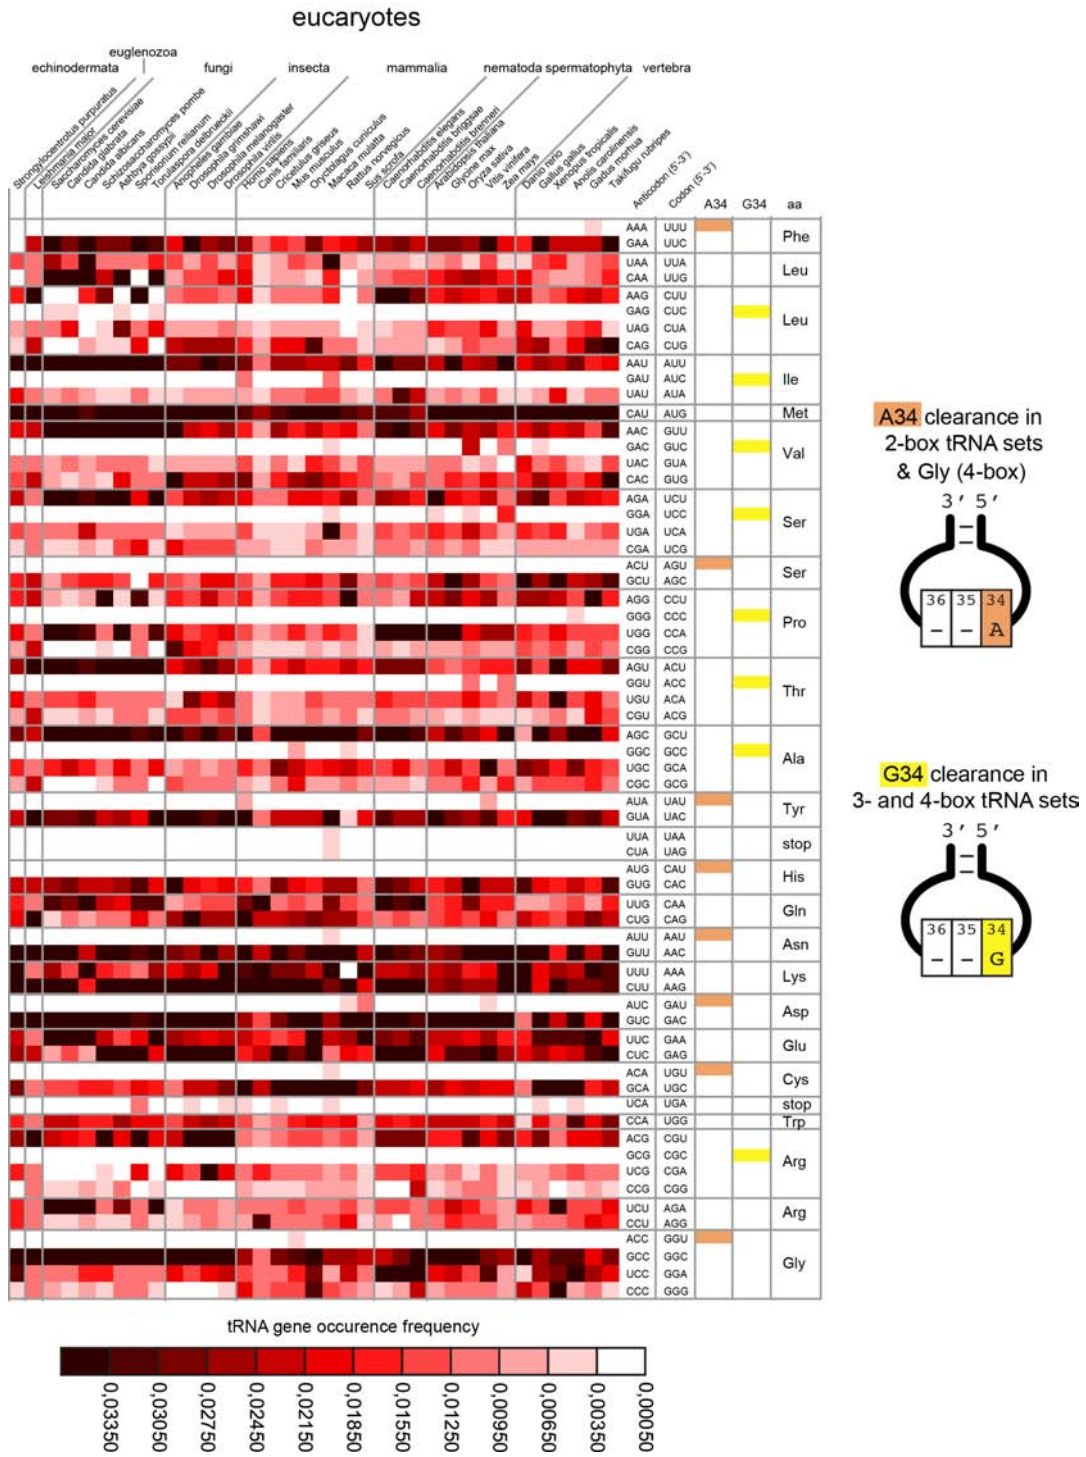 eucaryotes
euglenozoa
echinodermata
fungi
insecta
mammalia
nematoda
spermatophyta
vertebra
Strongylocentrotus purpuratus
Leishmania major
Saccharomyces cerevisiae
Candida glabrata
Candida albicans
Schizosaccharomyces pombe
Ashbya gossypii
Sporisorium reilianum
Torulaspora delbrueckii
Anopheles gambiae
Drosophila grimshawi
Drosophila melanogaster
Drosophila virilis
Homo sapiens
Canis familiaris
Cricetulus griseus
Mus musculus
Oryctolagus cuniculus
Macacus mulatta
Rattus norvegicus
Sus scrofa
Caenorhabditis elegans
Caenorhabditis briggsae
Caenorhabditis brenneri
Arabidopsis thaliana
Glycine max
Oryza sativa
Vitis vinifera
Zea mays
Danio rerio
Gallus gallus
Xenopus tropicalis
Anolis carolinensis
Gadus morhua
Takifugu rubripes
Anticodon (5'-3') Codon (5'-3') A34 G34 aa
AAA UUU Phe
GAA UUC
UAA UUA Leu
CAA UUG
AAG CUU
GAG CUC Leu
UAG CUA
CAG CUG
AAU AUU
GAU AUC Ile
UAU AUA
CAU AUG Met
AAC GUU
GAC GUC Val
UAC GUA
CAC GUG
AGA UCU
GGA UCC Ser
UGA UCA
CGA UCG
ACU AGU Ser
GCU AGC
AGG CCU
GGG CCC Pro
UGG CCA
CGG CCG
AGU ACU
GGU ACC Thr
UGU ACA
CGU ACG
AGC GCU
GGC GCC Ala
UGC GCA
CGC GCG
AUA UAU Tyr
GUA UAC
UUA UAA stop
CUA UAG
AUG CAU His
GUG CAC
UUG CAA Gln
CUG CAG
AUU AAU Asn
GUU AAC
UUU AAA Lys
CUU AAG
AUC GAU Asp
GUC GAC
UUC GAA Glu
CUC GAG
ACA UGU Cys
GCA UGC
UCA UGA stop
CCA UGG Trp
ACG CGU
GCG CGC Arg
UCG CGA
CCG CGG
UCU AGA Arg
CCU AGG
ACC GGU
GCC GGC Gly
UCC GGA
CCC GGG
A34 clearance in
2-box tRNA sets
& Gly (4-box)
3' 5'
36 35 34
– – A
G34 clearance in
3- and 4-box tRNA sets
3' 5'
36 35 34
– – G
tRNA gene occurence frequency
0,03350
0,03050
0,02750
0,02450
0,02150
0,01850
0,01550
0,01250
0,00950
0,00650
0,00350
0,00050